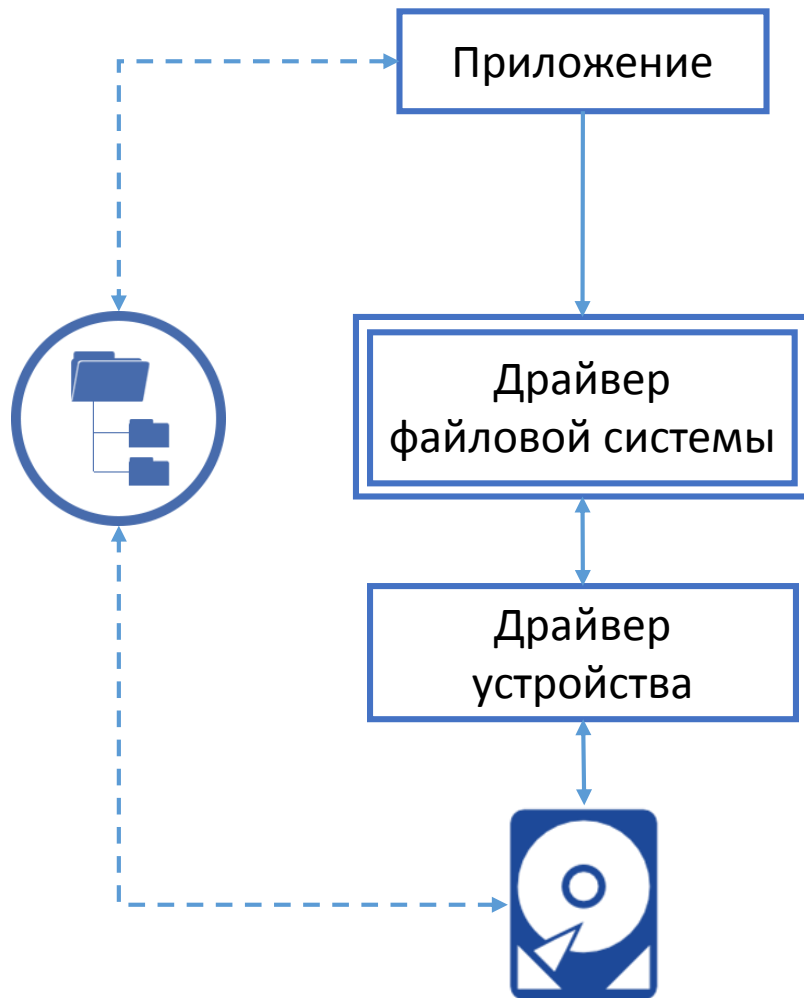 Приложение
Драйвер
файловой системы
Драйвер
устройства